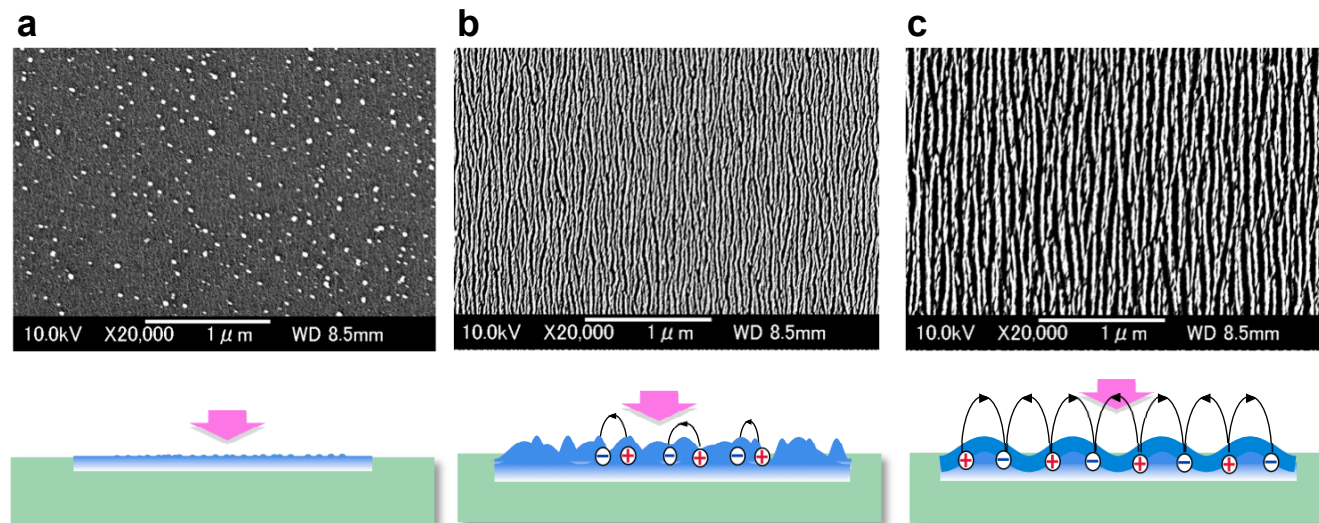 a
b
c
10.0kV X20,000 1 μ m WD 8.5mm
10.0kV X20,000 1 μ m WD 8.5mm
10.0kV X20,000 1 μ m WD 8.5mm
− + − + − +
+ − + − + − + −